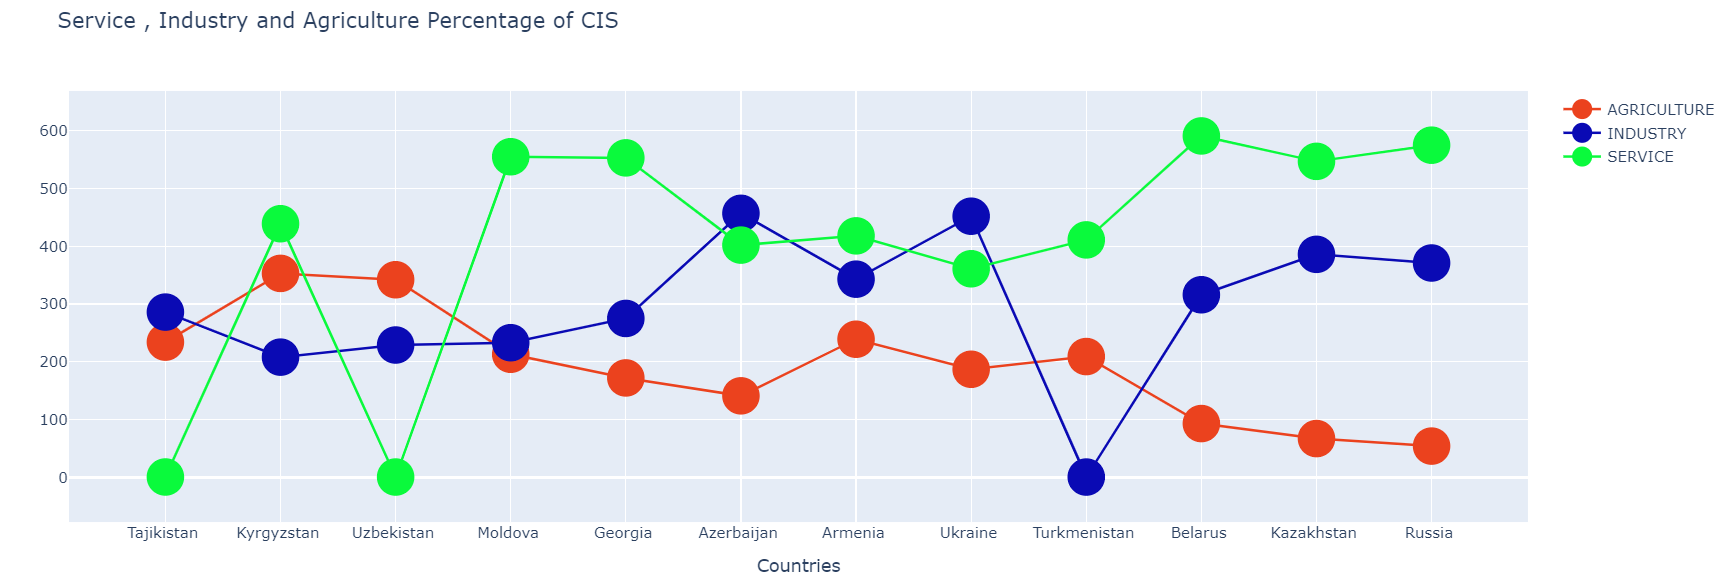 Service , Industry and Agriculture Percentage of CIS
AGRICULTURE
INDUSTRY
SERVICE
600
500
400
300
200
100
0
Tajikistan Kyrgyzstan Uzbekistan Moldova Georgia Azerbaijan Armenia Ukraine Turkmenistan Belarus Kazakhstan Russia
Countries